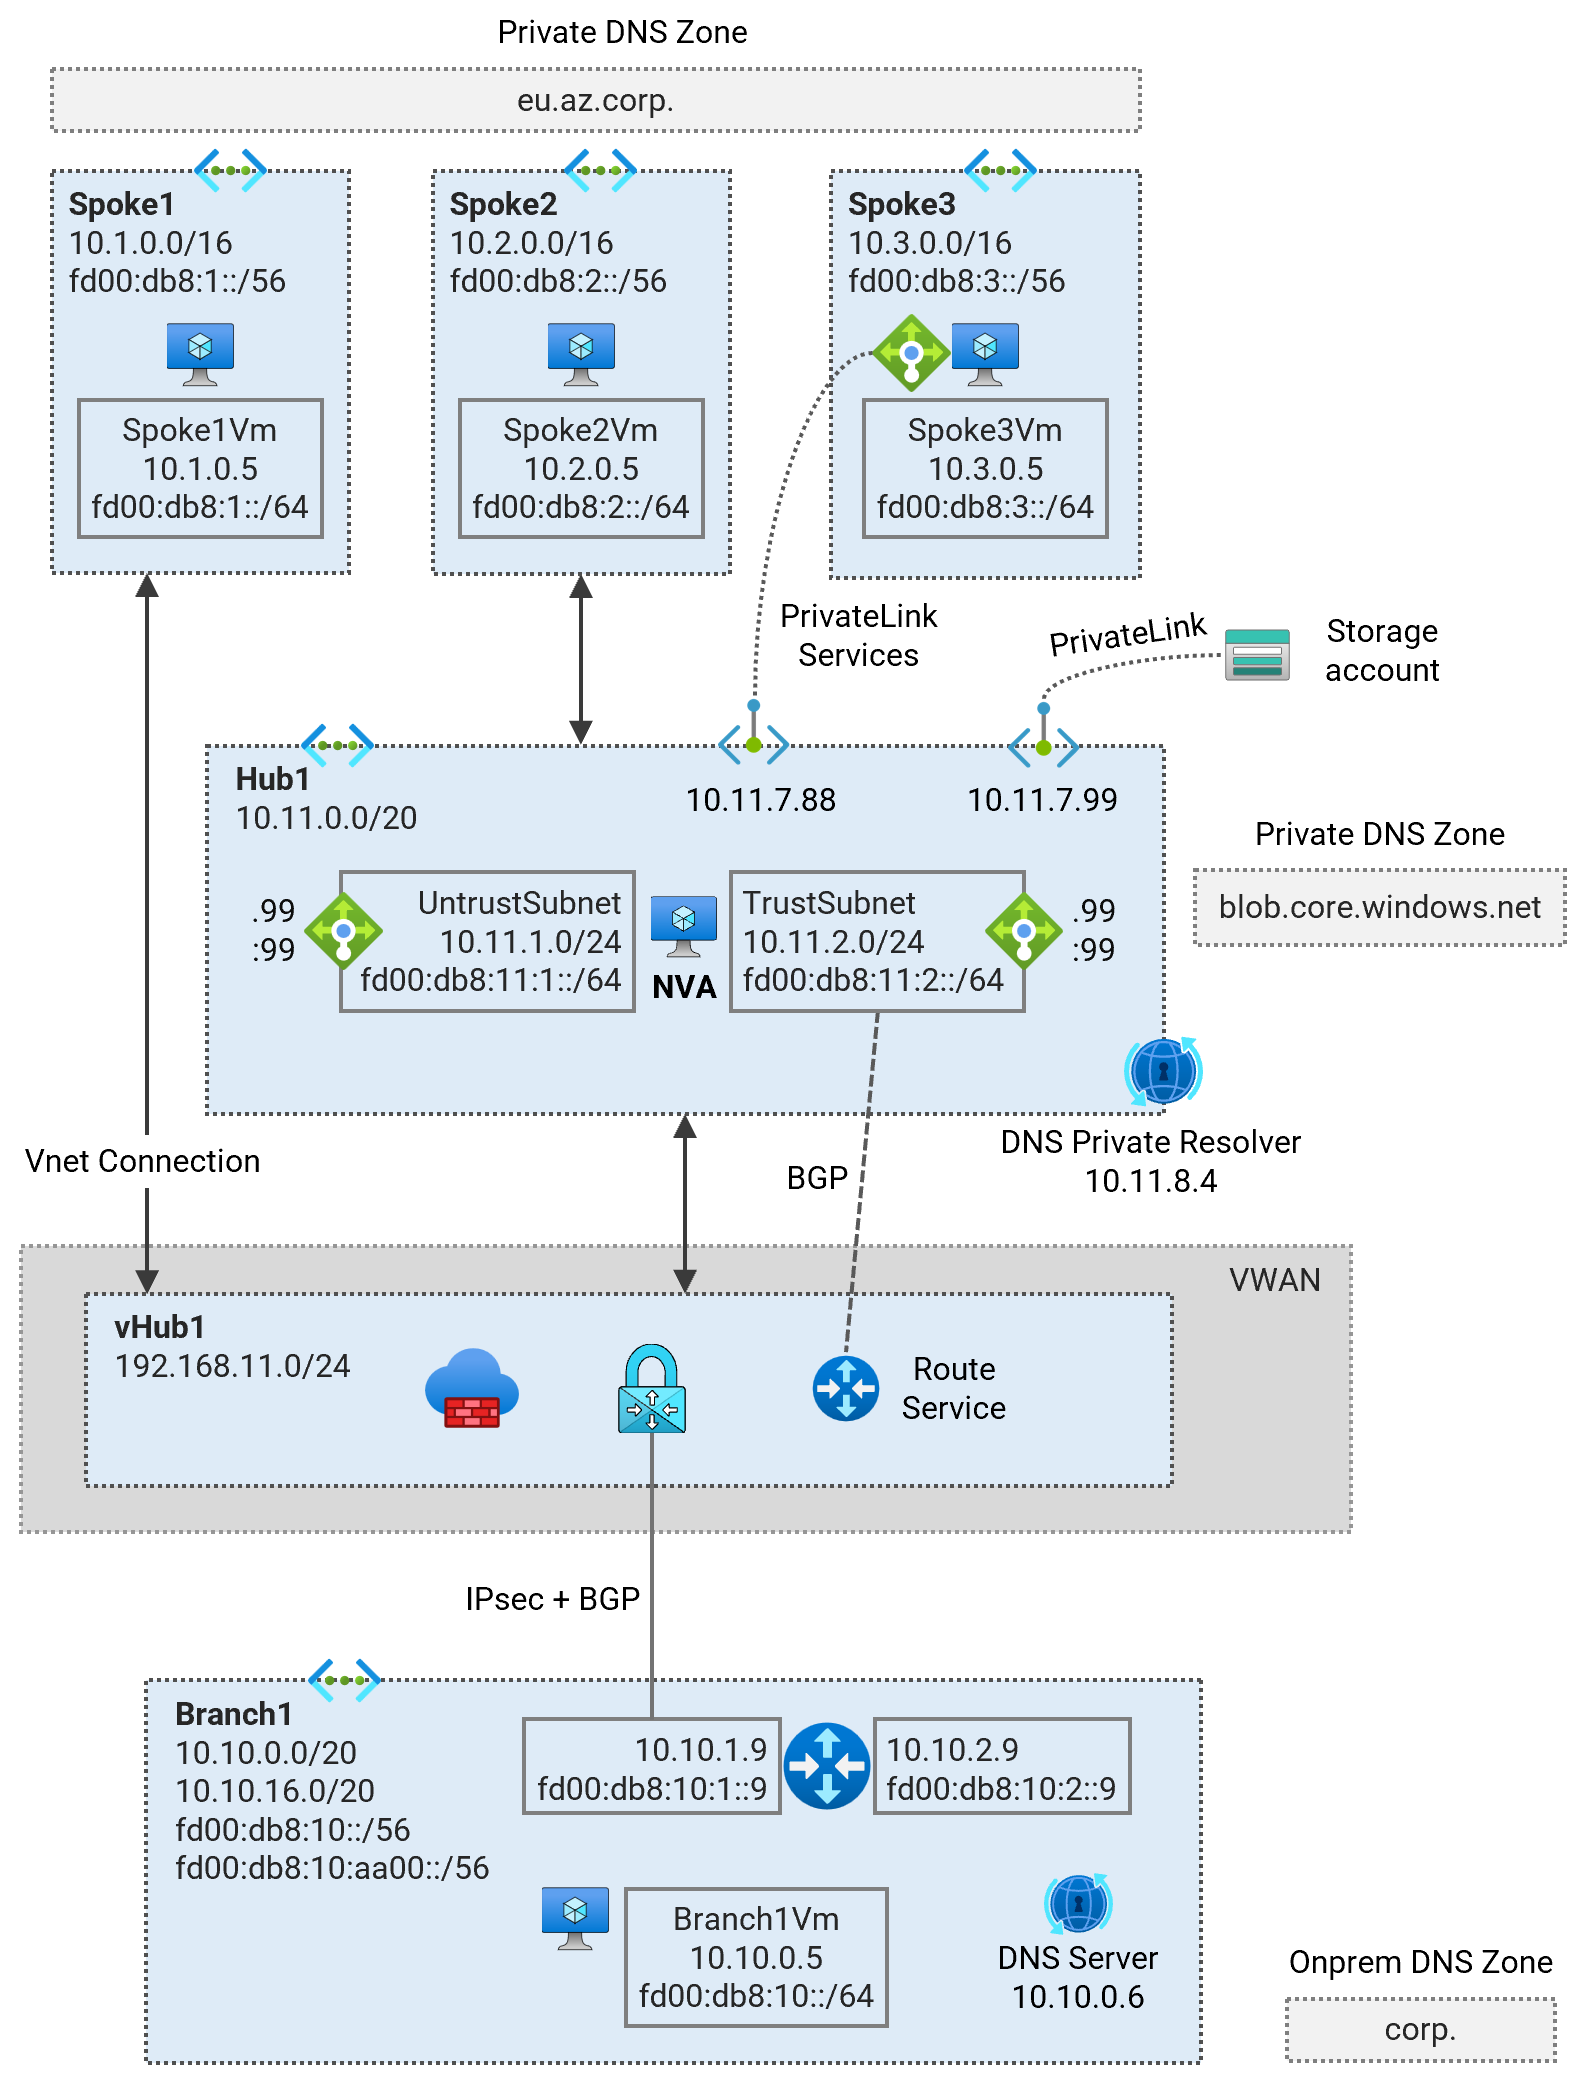 Private DNS Zone
eu.az.corp.
Spoke1
10.1.0.0/16
fd00:db8:1::/56
Spoke1Vm
10.1.0.5
fd00:db8:1::/64
Spoke2
10.2.0.0/16
fd00:db8:2::/56
Spoke2Vm
10.2.0.5
fd00:db8:2::/64
Spoke3
10.3.0.0/16
fd00:db8:3::/56
Spoke3Vm
10.3.0.5
fd00:db8:3::/64
PrivateLink
Services
PrivateLink
Storage
account
Hub1
10.11.0.0/20
10.11.7.88
10.11.7.99
Private DNS Zone
blob.core.windows.net
.99
:99
UntrustSubnet
10.11.1.0/24
fd00:db8:11:1::/64
NVA
TrustSubnet
10.11.2.0/24
fd00:db8:11:2::/64
.99
:99
DNS Private Resolver
10.11.8.4
Vnet Connection
BGP
VWAN
vHub1
192.168.11.0/24
Route
Service
IPsec + BGP
Branch1
10.10.0.0/20
10.10.16.0/20
fd00:db8:10::/56
fd00:db8:10:aa00::/56
10.10.1.9
fd00:db8:10:1::9
10.10.2.9
fd00:db8:10:2::9
Branch1Vm
10.10.0.5
fd00:db8:10::/64
DNS Server
10.10.0.6
Onprem DNS Zone
corp.